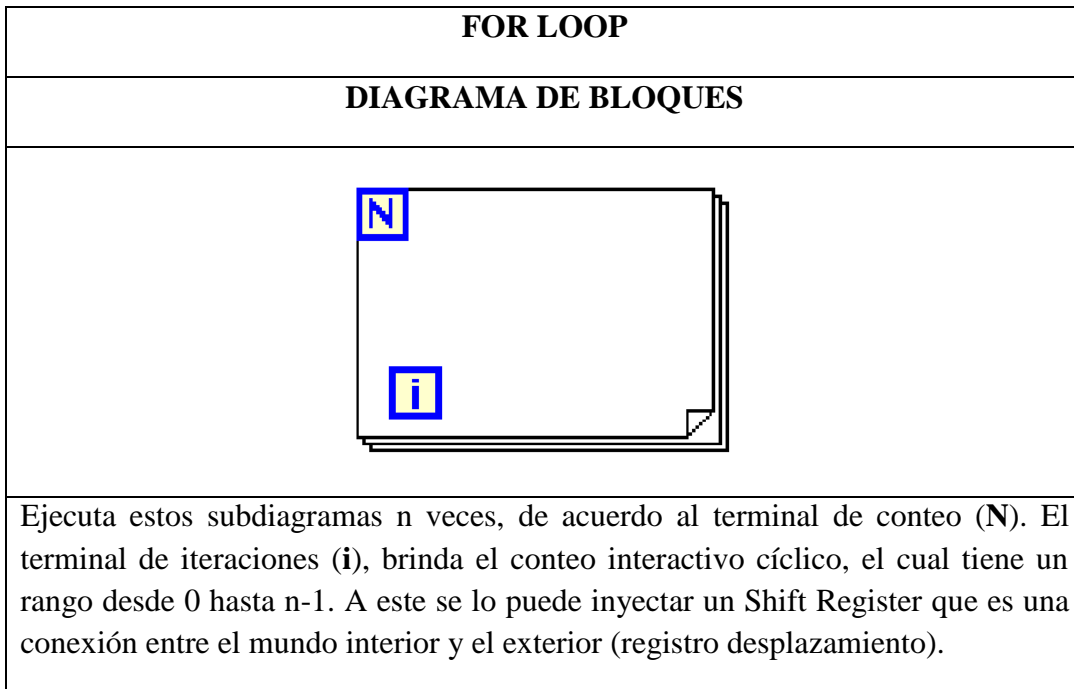 FOR LOOP
DIAGRAMA DE BLOQUES
N
i
Ejecuta estos subdiagramas n veces, de acuerdo al terminal de conteo (N). El
terminal de iteraciones (i), brinda el conteo interactivo cíclico, el cual tiene un
rango desde 0 hasta n-1. A este se lo puede inyectar un Shift Register que es una
conexión entre el mundo interior y el exterior (registro desplazamiento).